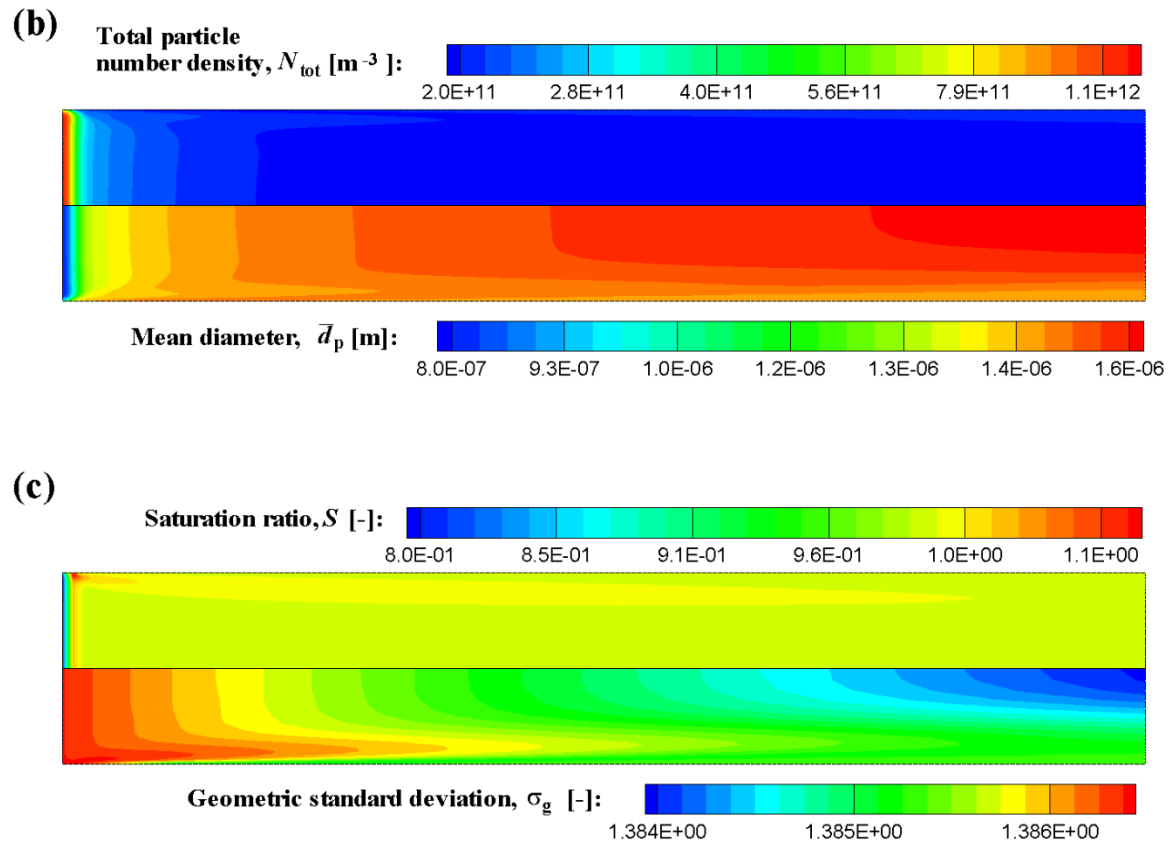 (b)
Total particle
number density, N_tot [m⁻³ ]:
2.0E+11 2.8E+11 4.0E+11 5.6E+11 7.9E+11 1.1E+12
Mean diameter, d̅_p [m]:
8.0E-07 9.3E-07 1.0E-06 1.2E-06 1.3E-06 1.4E-06 1.6E-06
(c)
Saturation ratio, S [-]:
8.0E-01 8.5E-01 9.1E-01 9.6E-01 1.0E+00 1.1E+00
Geometric standard deviation, σ_g [-]:
1.384E+00 1.385E+00 1.386E+00